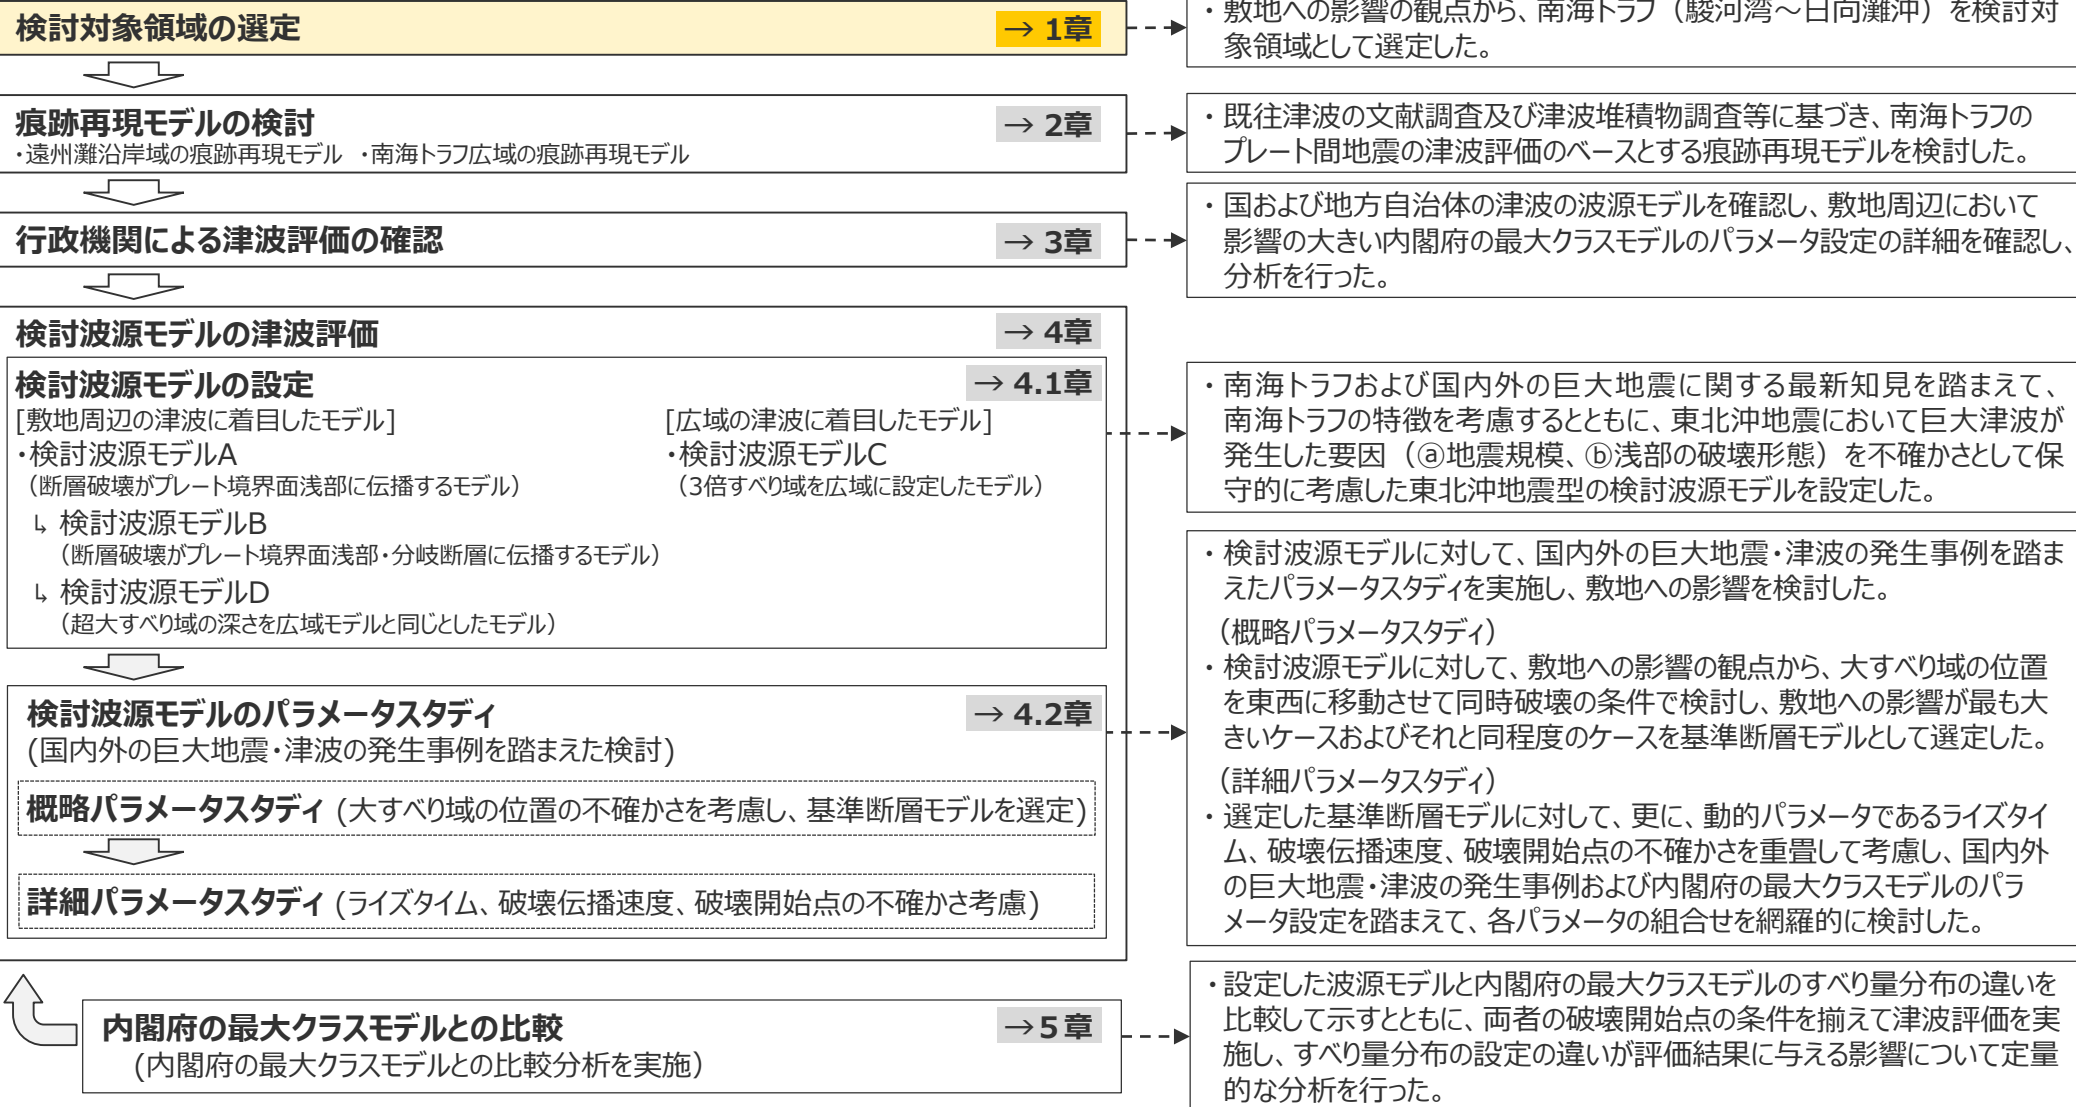 検討対象領域の選定
→ 1章
・敷地への影響の観点から、南海トラフ（駿河湾～日向灘沖）を検討対
象領域として選定した。
痕跡再現モデルの検討
→ 2章
・遠州灘沿岸域の痕跡再現モデル ・南海トラフ広域の痕跡再現モデル
・既往津波の文献調査及び津波堆積物調査等に基づき、南海トラフの
プレート間地震の津波評価のベースとする痕跡再現モデルを検討した。
行政機関による津波評価の確認
→ 3章
・国および地方自治体の津波の波源モデルを確認し、敷地周辺において
影響の大きい内閣府の最大クラスモデルのパラメータ設定の詳細を確認し、
分析を行った。
検討波源モデルの津波評価
→ 4章
検討波源モデルの設定
→ 4.1章
[敷地周辺の津波に着目したモデル]
・検討波源モデルA
（断層破壊がプレート境界面浅部に伝播するモデル）
↳ 検討波源モデルB
（断層破壊がプレート境界面浅部・分岐断層に伝播するモデル）
↳ 検討波源モデルD
（超大すべり域の深さを広域モデルと同じとしたモデル）
[広域の津波に着目したモデル]
・検討波源モデルC
（3倍すべり域を広域に設定したモデル）
・南海トラフおよび国内外の巨大地震に関する最新知見を踏まえて、
南海トラフの特徴を考慮するとともに、東北沖地震において巨大津波が
発生した要因（ⓐ地震規模、ⓑ浅部の破壊形態）を不確かさとして保
守的に考慮した東北沖地震型の検討波源モデルを設定した。
検討波源モデルのパラメータスタディ
→ 4.2章
(国内外の巨大地震・津波の発生事例を踏まえた検討)
概略パラメータスタディ (大すべり域の位置の不確かさを考慮し、基準断層モデルを選定)
詳細パラメータスタディ (ライズタイム、破壊伝播速度、破壊開始点の不確かさ考慮)
・検討波源モデルに対して、国内外の巨大地震・津波の発生事例を踏ま
えたパラメータスタディを実施し、敷地への影響を検討した。
（概略パラメータスタディ）
・検討波源モデルに対して、敷地への影響の観点から、大すべり域の位置
を東西に移動させて同時破壊の条件で検討し、敷地への影響が最も大
きいケースおよびそれと同程度のケースを基準断層モデルとして選定した。
（詳細パラメータスタディ）
・選定した基準断層モデルに対して、更に、動的パラメータであるライズタイ
ム、破壊伝播速度、破壊開始点の不確かさを重畳して考慮し、国内外
の巨大地震・津波の発生事例および内閣府の最大クラスモデルのパラ
メータ設定を踏まえて、各パラメータの組合せを網羅的に検討した。
内閣府の最大クラスモデルとの比較
→５章
(内閣府の最大クラスモデルとの比較分析を実施)
・設定した波源モデルと内閣府の最大クラスモデルのすべり量分布の違いを
比較して示すとともに、両者の破壊開始点の条件を揃えて津波評価を実
施し、すべり量分布の設定の違いが評価結果に与える影響について定量
的な分析を行った。